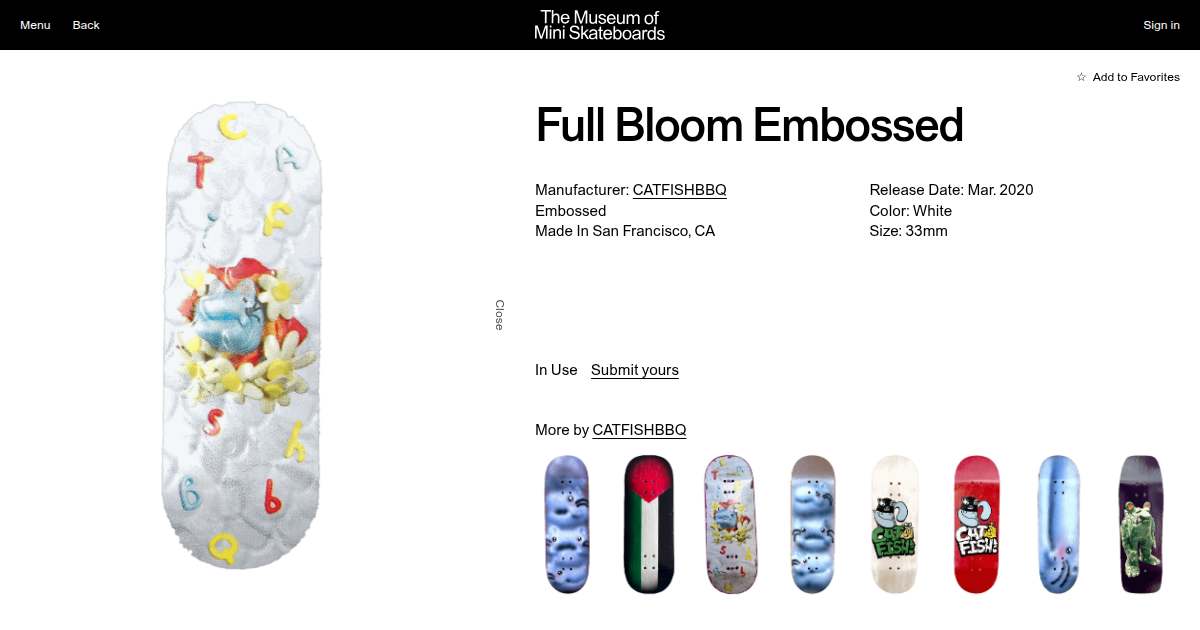 Menu
Back
The Museum of
Mini Skateboards
Sign in
☆ Add to Favorites
Full Bloom Embossed
Manufacturer: CATFISHBBQ
Embossed
Made In San Francisco, CA
Release Date: Mar. 2020
Color: White
Size: 33mm
C
T A
i F
s h
b b
Q
Close
In Use Submit yours
More by CATFISHBBQ
CAT
FISH!
CAT
FISH!